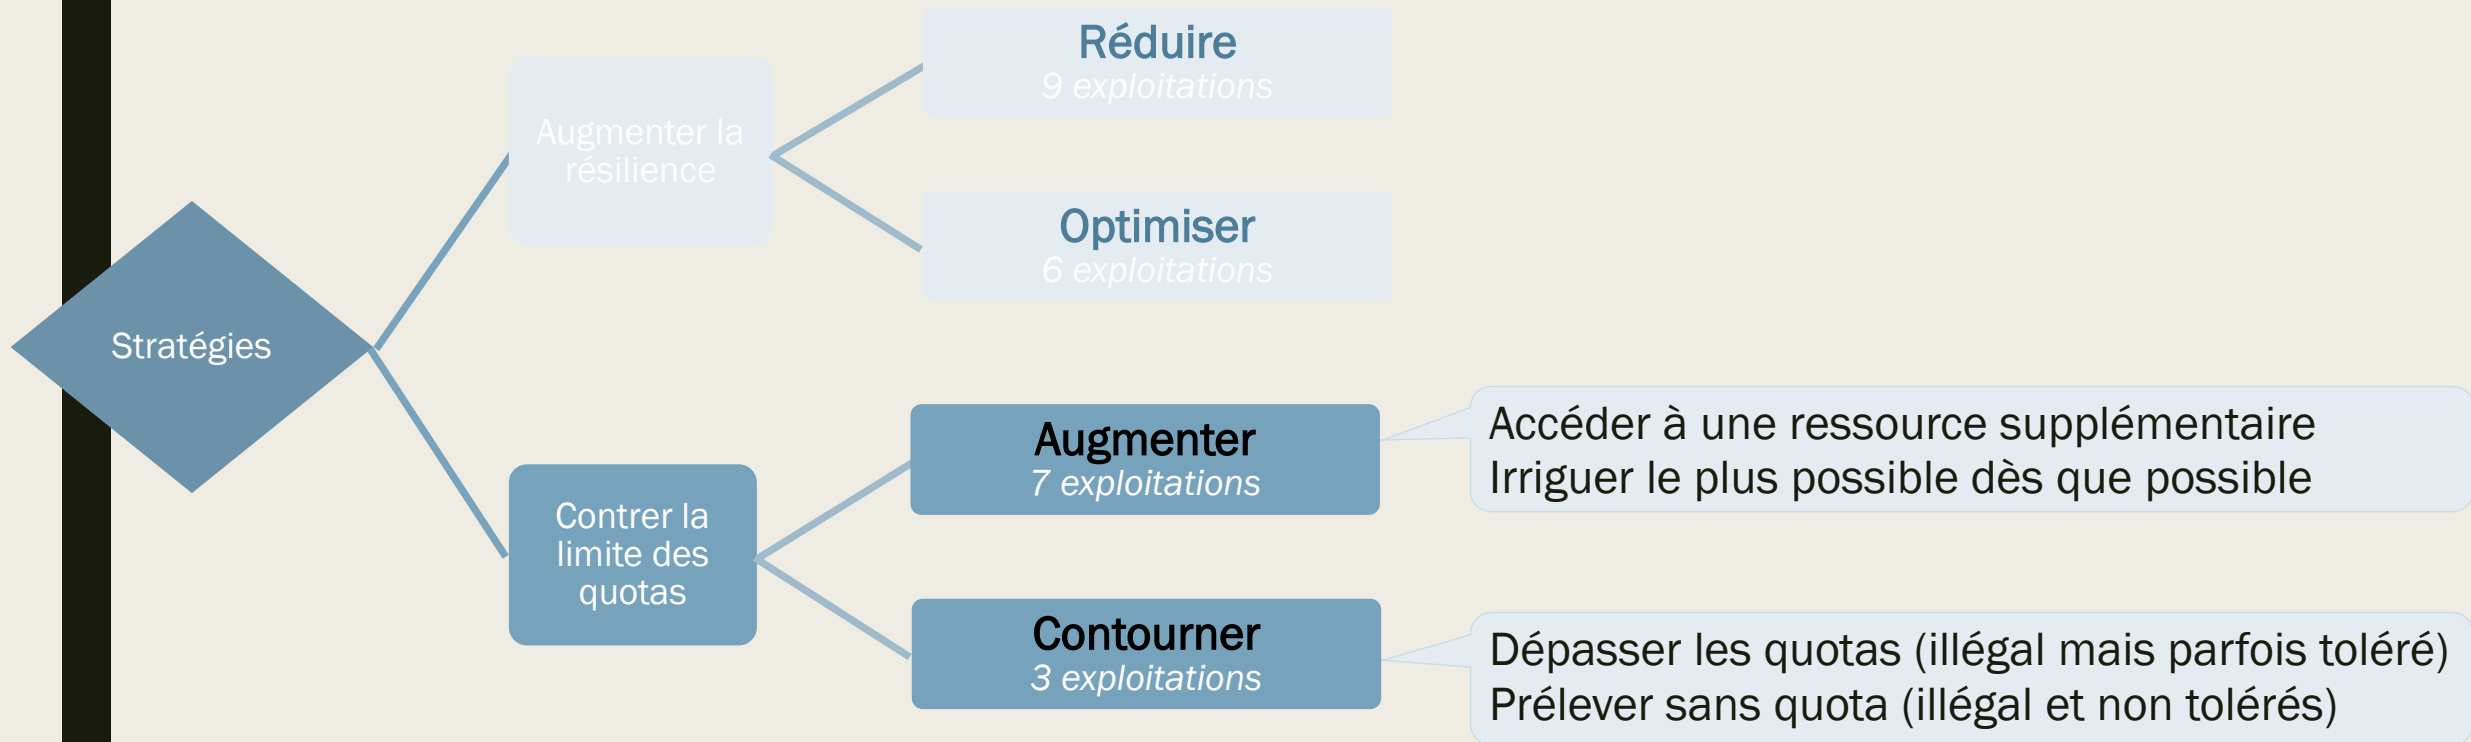 Stratégies
Augmenter la
résilience
Réduire
9 exploitations
Optimiser
6 exploitations
Contrer la
limite des
quotas
Augmenter
7 exploitations
Accéder à une ressource supplémentaire
Irriguer le plus possible dès que possible
Contourner
3 exploitations
Dépasser les quotas (illégal mais parfois toléré)
Prélever sans quota (illégal et non tolérés)